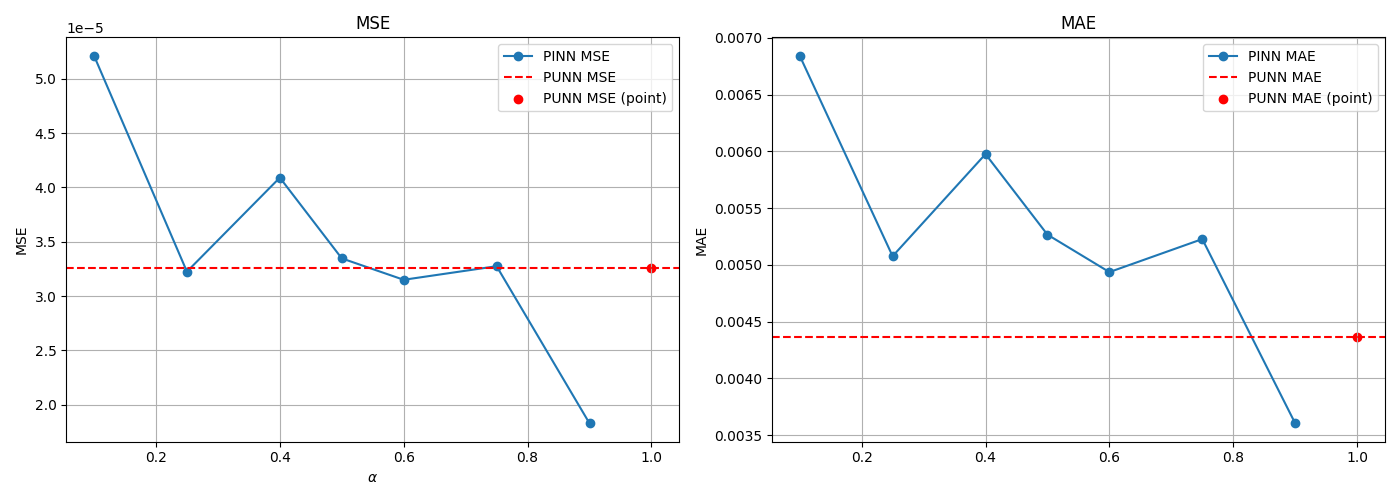 MSE
1e−5
PINN MSE
PUNN MSE
PUNN MSE (point)
5.0
4.5
4.0
3.5
3.0
2.5
2.0
MSE
0.2
0.4
0.6
0.8
1.0
α
MAE
PINN MAE
PUNN MAE
PUNN MAE (point)
0.0070
0.0065
0.0060
0.0055
0.0050
0.0045
0.0040
0.0035
MAE
0.2
0.4
0.6
0.8
1.0